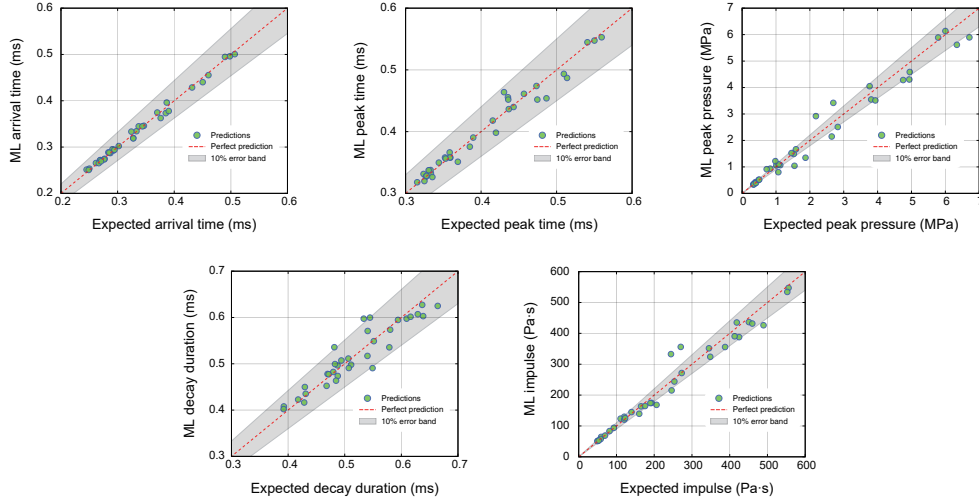 0.6
0.5
0.4
0.3
0.2
0.2
0.3
0.4
0.5
0.6
ML arrival time (ms)
Expected arrival time (ms)
Predictions
Perfect prediction
10% error band
0.6
0.5
0.4
0.3
0.3
0.4
0.5
0.6
ML peak time (ms)
Expected peak time (ms)
Predictions
Perfect prediction
10% error band
7
6
5
4
3
2
1
0
0
1
2
3
4
5
6
7
ML peak pressure (MPa)
Expected peak pressure (MPa)
Predictions
Perfect prediction
10% error band
0.7
0.6
0.5
0.4
0.3
0.3
0.4
0.5
0.6
0.7
ML decay duration (ms)
Expected decay duration (ms)
Predictions
Perfect prediction
10% error band
600
500
400
300
200
100
0
0
100
200
300
400
500
600
ML impulse (Pa·s)
Expected impulse (Pa·s)
Predictions
Perfect prediction
10% error band